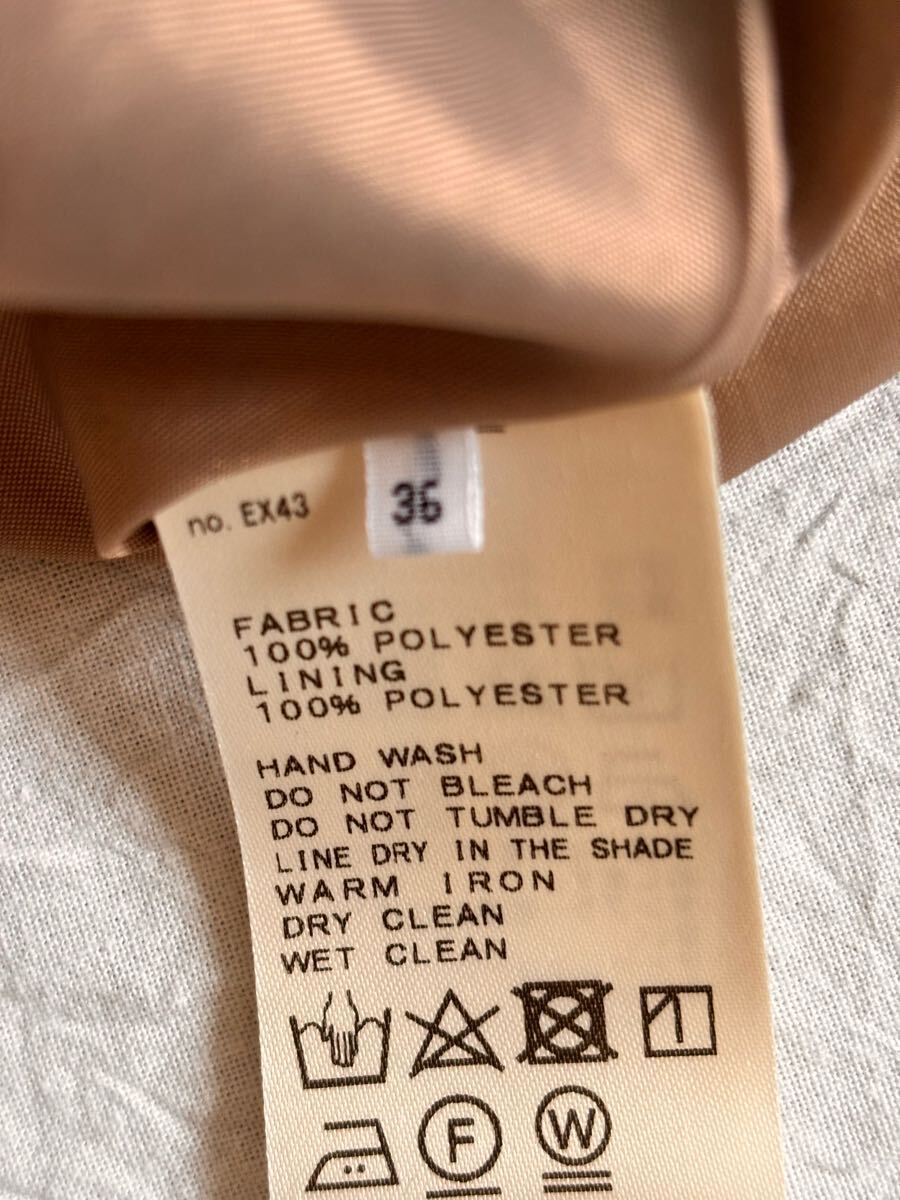 no. EX43
36
FABRIC
100% POLYESTER
LINING
100% POLYESTER
HAND WASH
DO NOT BLEACH
DO NOT TUMBLE DRY
LINE DRY IN THE SHADE
WARM IRON
DRY CLEAN
WET CLEAN
F
W